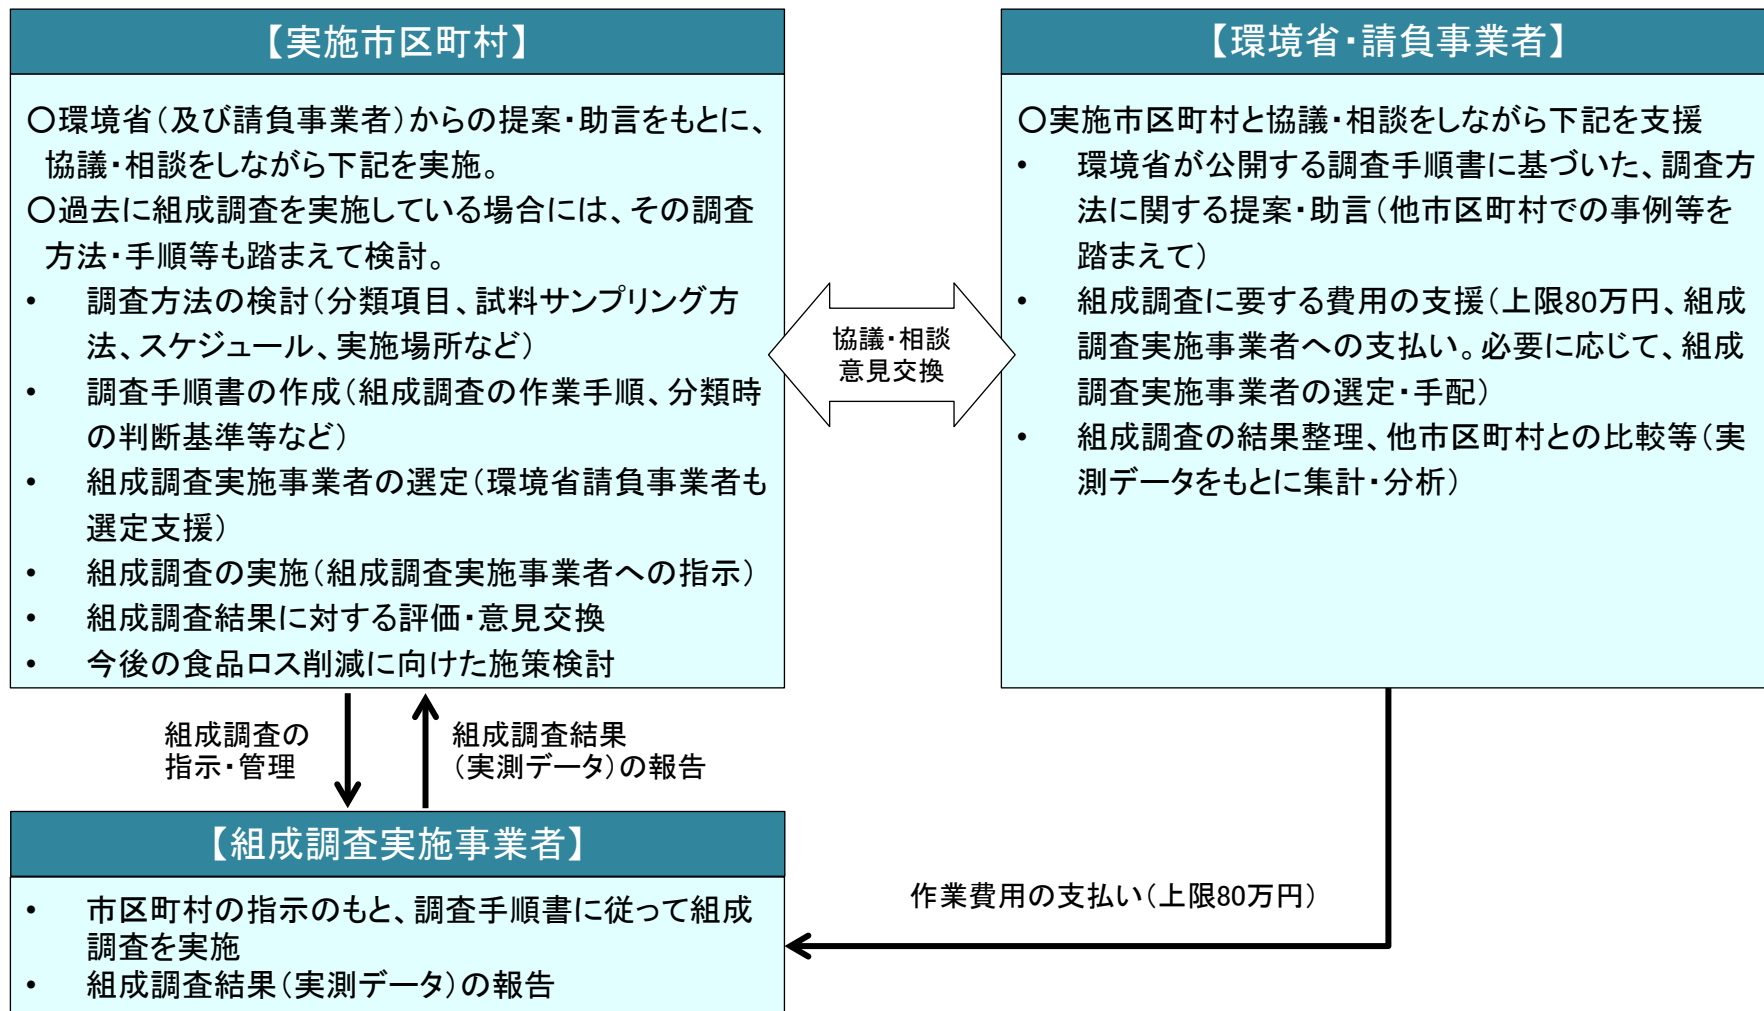 【実施市区町村】
〇環境省（及び請負事業者）からの提案・助言をもとに、
協議・相談をしながら下記を実施。
〇過去に組成調査を実施している場合には、その調査
方法・手順等も踏まえて検討。
• 調査方法の検討（分類項目、試料サンプリング方
法、スケジュール、実施場所など）
• 調査手順書の作成（組成調査の作業手順、分類時
の判断基準等など）
• 組成調査実施事業者の選定（環境省請負事業者も
選定支援）
• 組成調査の実施（組成調査実施事業者への指示）
• 組成調査結果に対する評価・意見交換
• 今後の食品ロス削減に向けた施策検討
協議・相談
意見交換
【環境省・請負事業者】
〇実施市区町村と協議・相談をしながら下記を支援
• 環境省が公開する調査手順書に基づいた、調査方
法に関する提案・助言（他市区町村での事例等を
踏まえて）
• 組成調査に要する費用の支援（上限80万円、組成
調査実施事業者への支払い。必要に応じて、組成
調査実施事業者の選定・手配）
• 組成調査の結果整理、他市区町村との比較等（実
測データをもとに集計・分析）
組成調査の
指示・管理
組成調査結果
（実測データ）の報告
【組成調査実施事業者】
• 市区町村の指示のもと、調査手順書に従って組成
調査を実施
• 組成調査結果（実測データ）の報告
作業費用の支払い（上限80万円）